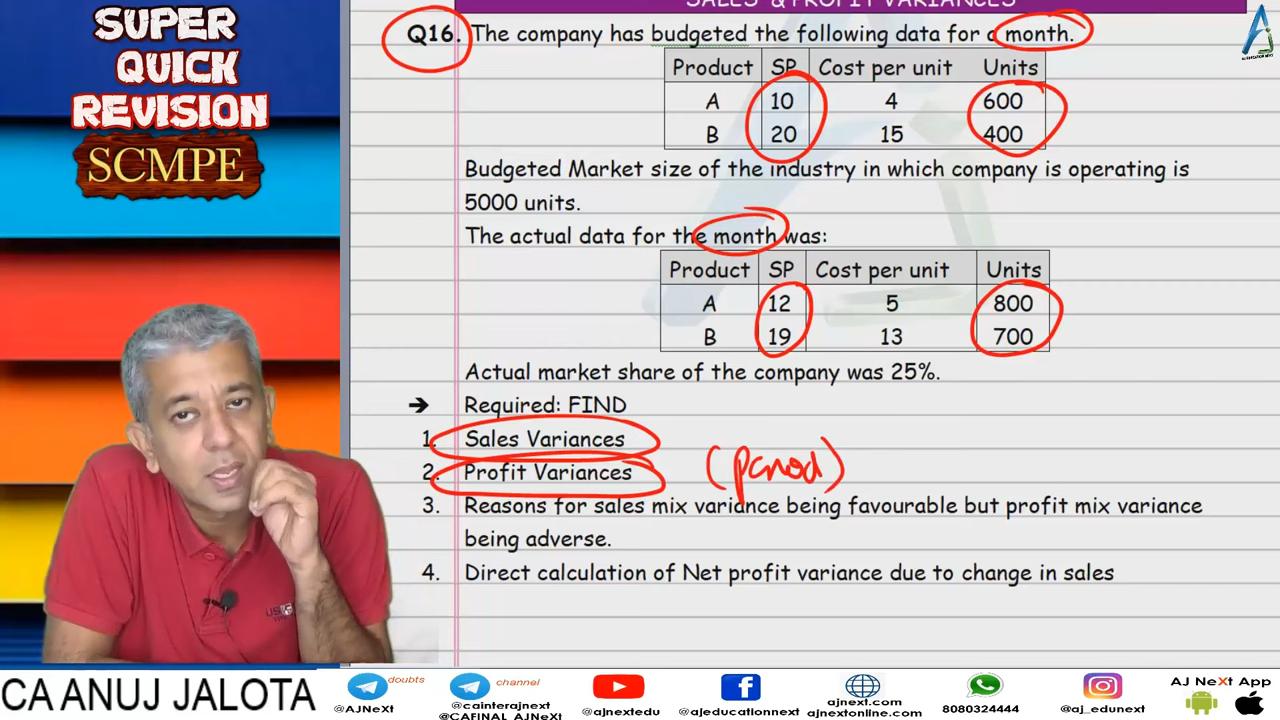 SUPER
QUICK
REVISION
SCMPE
SALES & PROFIT VARIANCES
Q16. The company has budgeted the following data for a month.
Product SP Cost per unit Units
A 10 4 600
B 20 15 400
Budgeted Market size of the industry in which company is operating is
5000 units.
The actual data for the month was:
Product SP Cost per unit Units
A 12 5 800
B 19 13 700
Actual market share of the company was 25%.
➔ Required: FIND
1. Sales Variances
2. Profit Variances (period)
3. Reasons for sales mix variance being favourable but profit mix variance
being adverse.
4. Direct calculation of Net profit variance due to change in sales
CA ANUJ JALOTA
doubts
@AJNeXt
channel
@cainterajnext
@CAFINAL_AJNeXt
@ajnextedu
@ajeducationnext
ajnext.com
ajnextonline.com
8080324444
@aj_edunext
AJ NeXt App